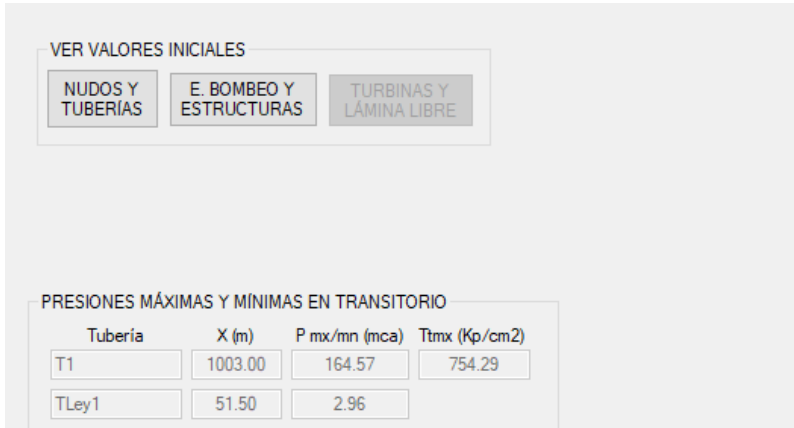 VER VALORES INICIALES
NUDOS Y TUBERÍAS
E. BOMBEO Y ESTRUCTURAS
TURBINAS Y LÁMINA LIBRE
PRESIONES MÁXIMAS Y MÍNIMAS EN TRANSITORIO
Tubería X (m) P mx/mn (mca) Ttmx (Kp/cm2)
T1 1003.00 164.57 754.29
TLey1 51.50 2.96